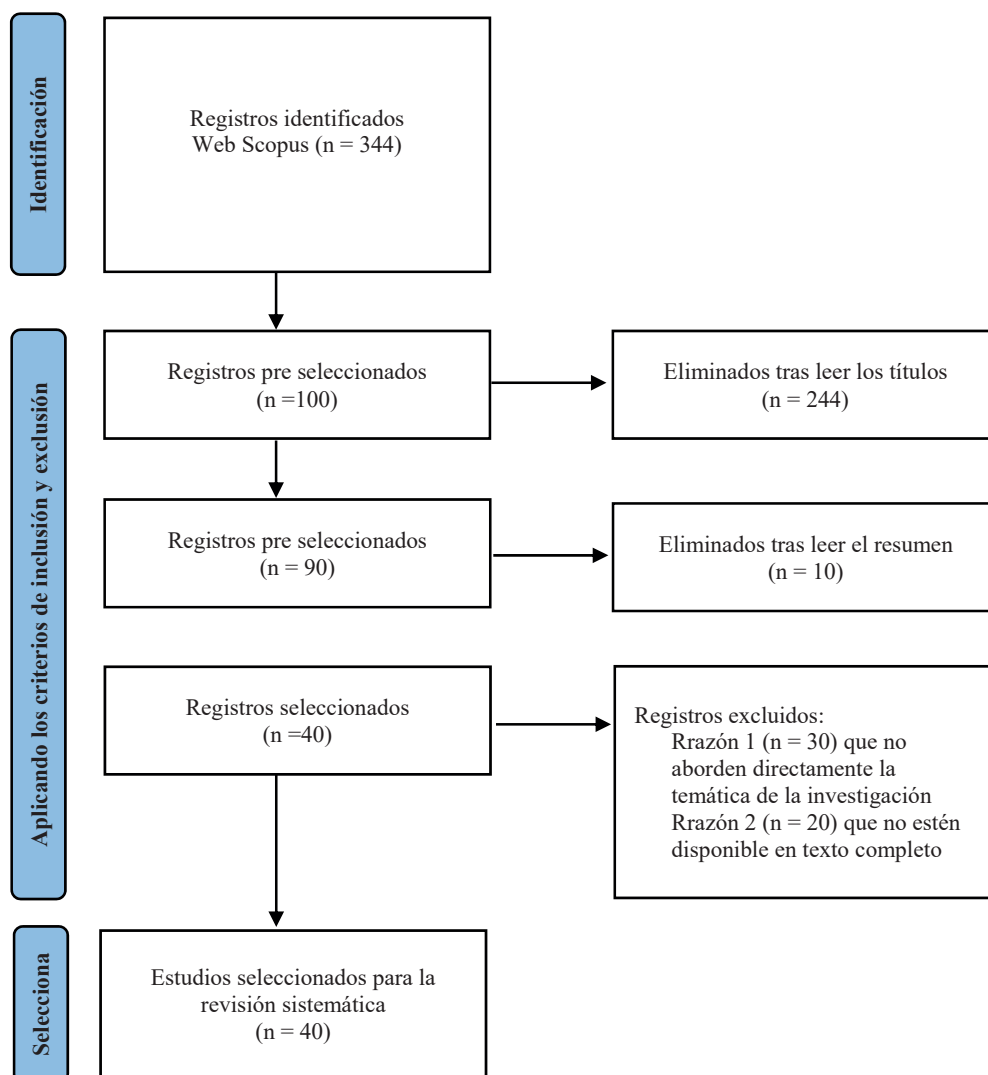 Identificación
Registros identificados
Web Scopus (n = 344)
Aplicando los criterios de inclusión y exclusión
Registros pre seleccionados
(n =100)
Eliminados tras leer los títulos
(n = 244)
Registros pre seleccionados
(n = 90)
Eliminados tras leer el resumen
(n = 10)
Registros seleccionados
(n =40)
Registros excluidos:
Rrazón 1 (n = 30) que no
aborden directamente la
temática de la investigación
Rrazón 2 (n = 20) que no estén
disponible en texto completo
Selecciona
Estudios seleccionados para la
revisión sistemática
(n = 40)